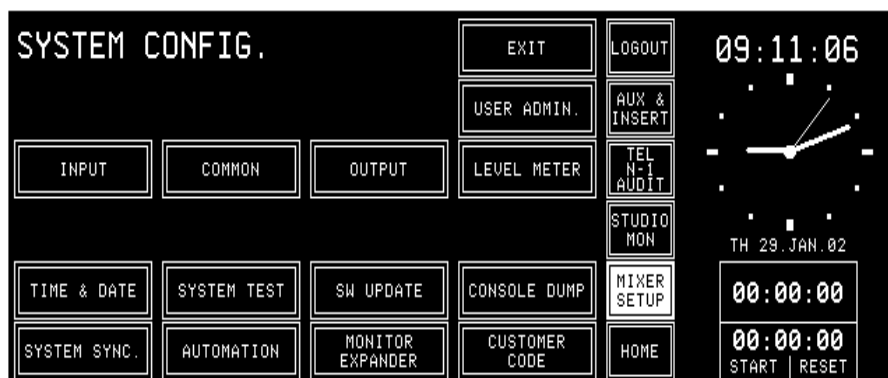 SYSTEM CONFIG.
EXIT
LOGOUT
09:11:06
USER ADMIN.
AUX &
INSERT
INPUT
COMMON
OUTPUT
LEVEL METER
TEL
N-1
AUDIT
STUDIO
MON
TH 29.JAN.02
TIME & DATE
SYSTEM TEST
SW UPDATE
CONSOLE DUMP
MIXER
SETUP
00:00:00
SYSTEM SYNC.
AUTOMATION
MONITOR
EXPANDER
CUSTOMER
CODE
HOME
00:00:00
START | RESET